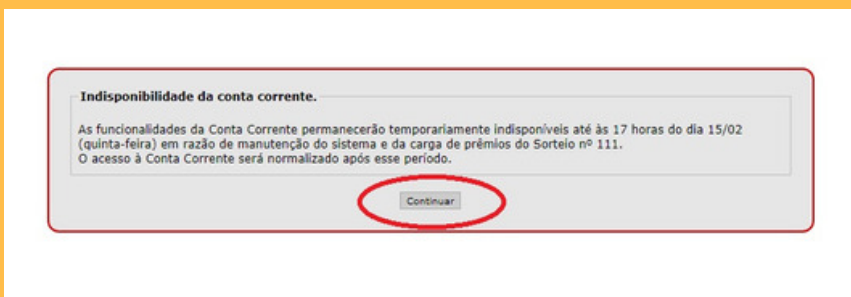 Indisponibilidade da conta corrente.
As funcionalidades da Conta Corrente permanecerão temporariamente indisponíveis até às 17 horas do dia 15/02
(quinta-feira) em razão de manutenção do sistema e da carga de prêmios do Sorteio nº 111.
O acesso à Conta Corrente será normalizado após esse período.
Continuar